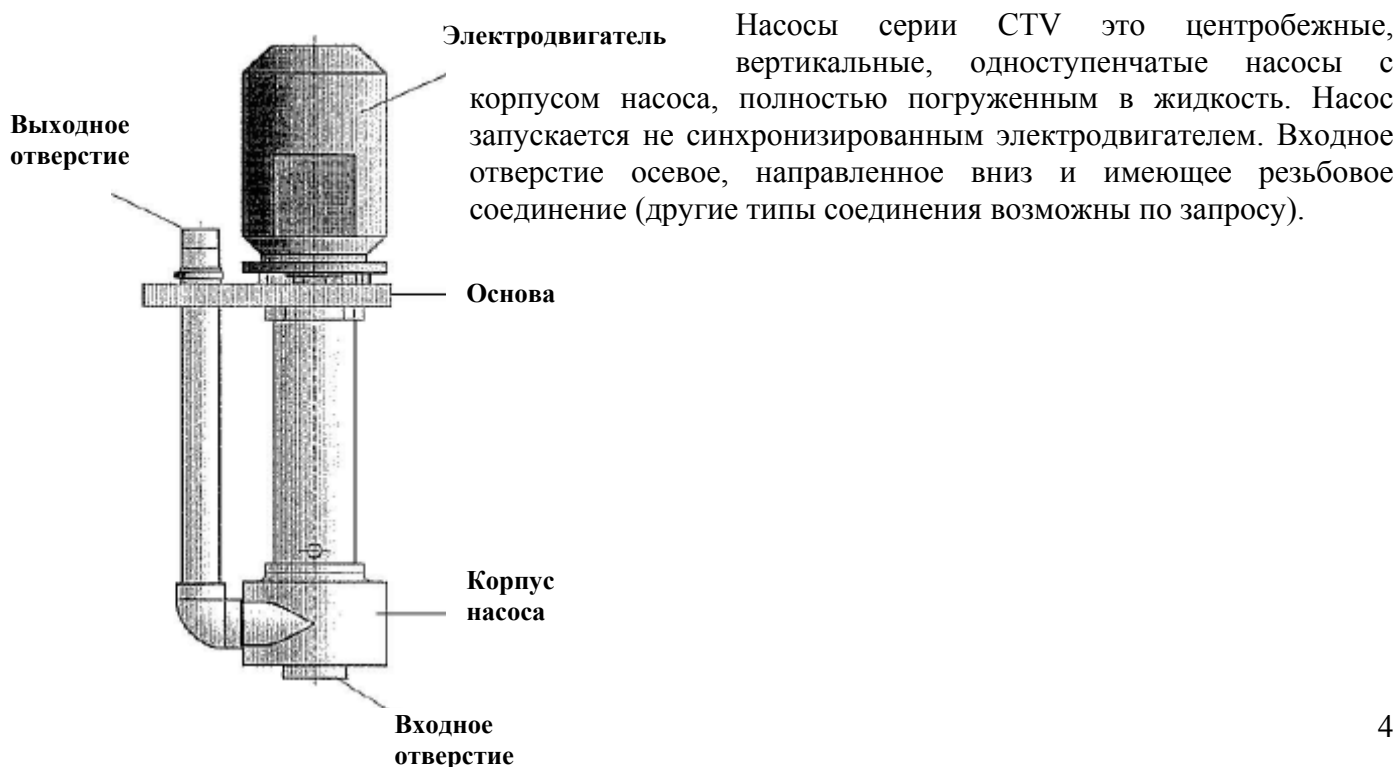 Электродвигатель
Насосы серии CTV это центробежные,
вертикальные, одноступенчатые насосы с
корпусом насоса, полностью погруженным в жидкость. Насос
запускается не синхронизированным электродвигателем. Входное
отверстие осевое, направленное вниз и имеющее резьбовое
соединение (другие типы соединения возможны по запросу).
Выходное
отверстие
Основа
Корпус
насоса
Входное
отверстие
4